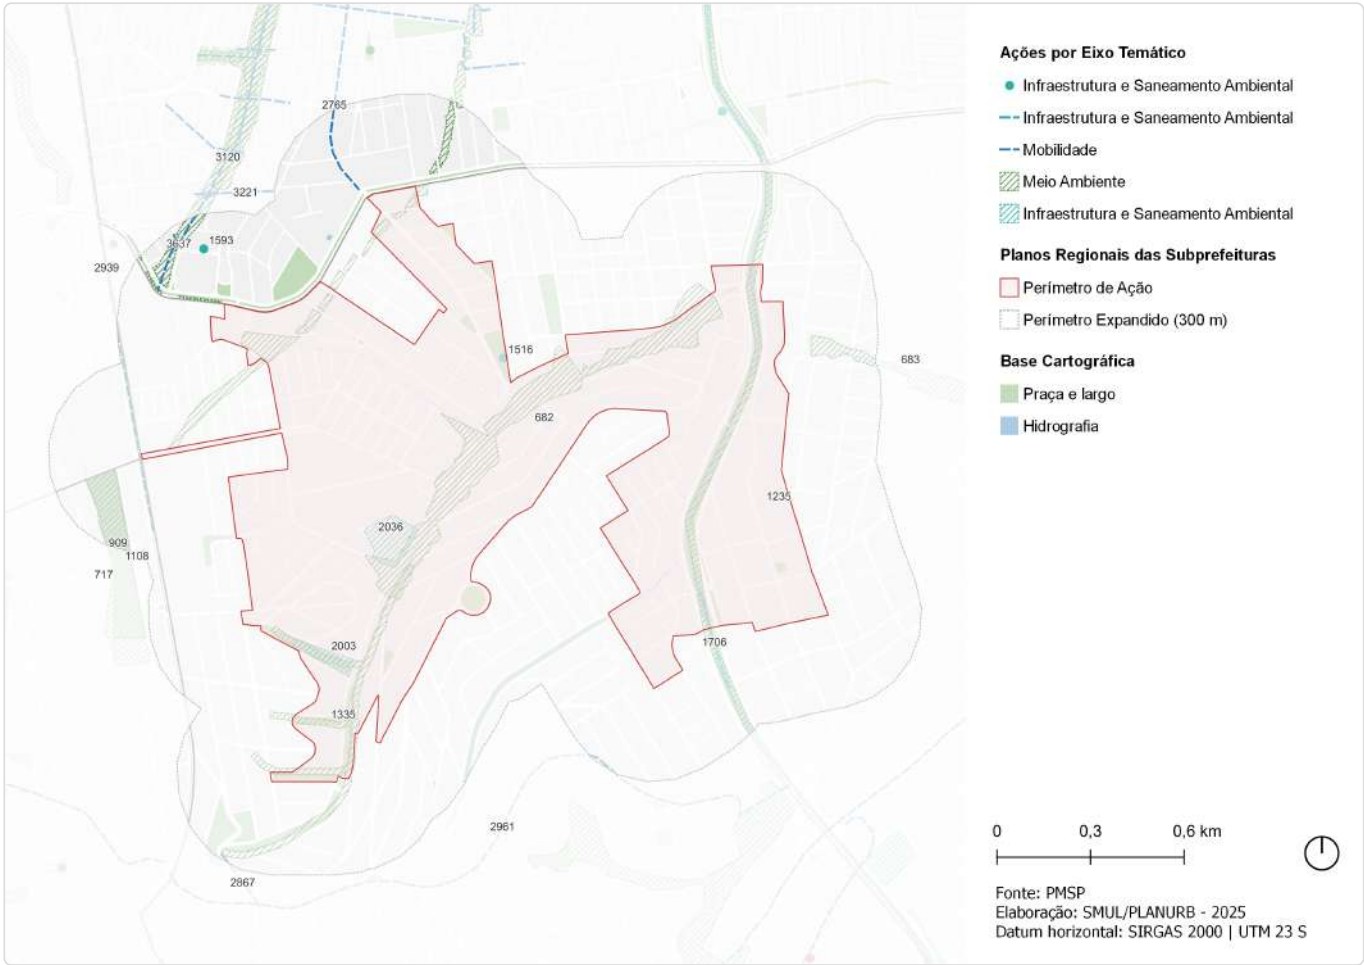 2765
3120
3221
3637
1593
2939
1516
683
682
1235
2036
909
1108
717
2003
1706
1335
2961
2867
Ações por Eixo Temático
Infraestrutura e Saneamento Ambiental
Infraestrutura e Saneamento Ambiental
Mobilidade
Meio Ambiente
Infraestrutura e Saneamento Ambiental
Planos Regionais das Subprefeituras
Perímetro de Ação
Perímetro Expandido (300 m)
Base Cartográfica
Praça e largo
Hidrografia
0 0,3 0,6 km
Fonte: PMSP
Elaboração: SMUL/PLANURB - 2025
Datum horizontal: SIRGAS 2000 | UTM 23 S